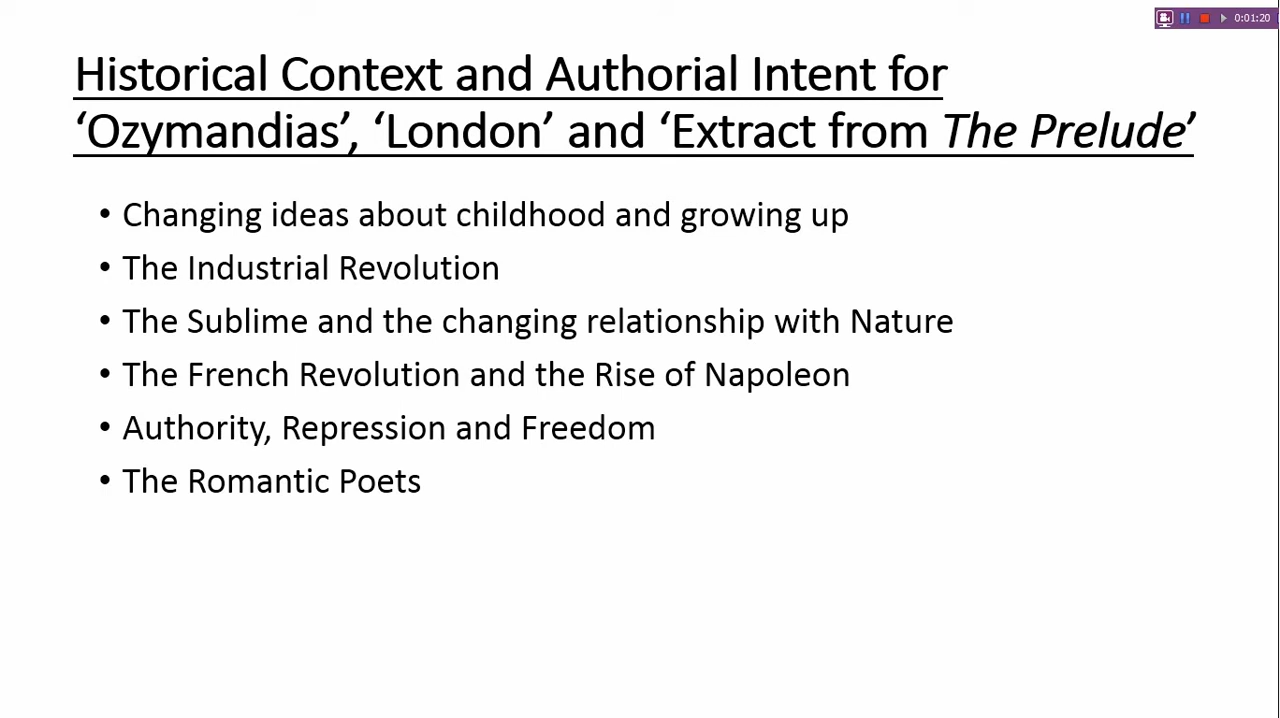 0:01:20
Historical Context and Authorial Intent for
‘Ozymandias’, ‘London’ and ‘Extract from The Prelude’
• Changing ideas about childhood and growing up
• The Industrial Revolution
• The Sublime and the changing relationship with Nature
• The French Revolution and the Rise of Napoleon
• Authority, Repression and Freedom
• The Romantic Poets